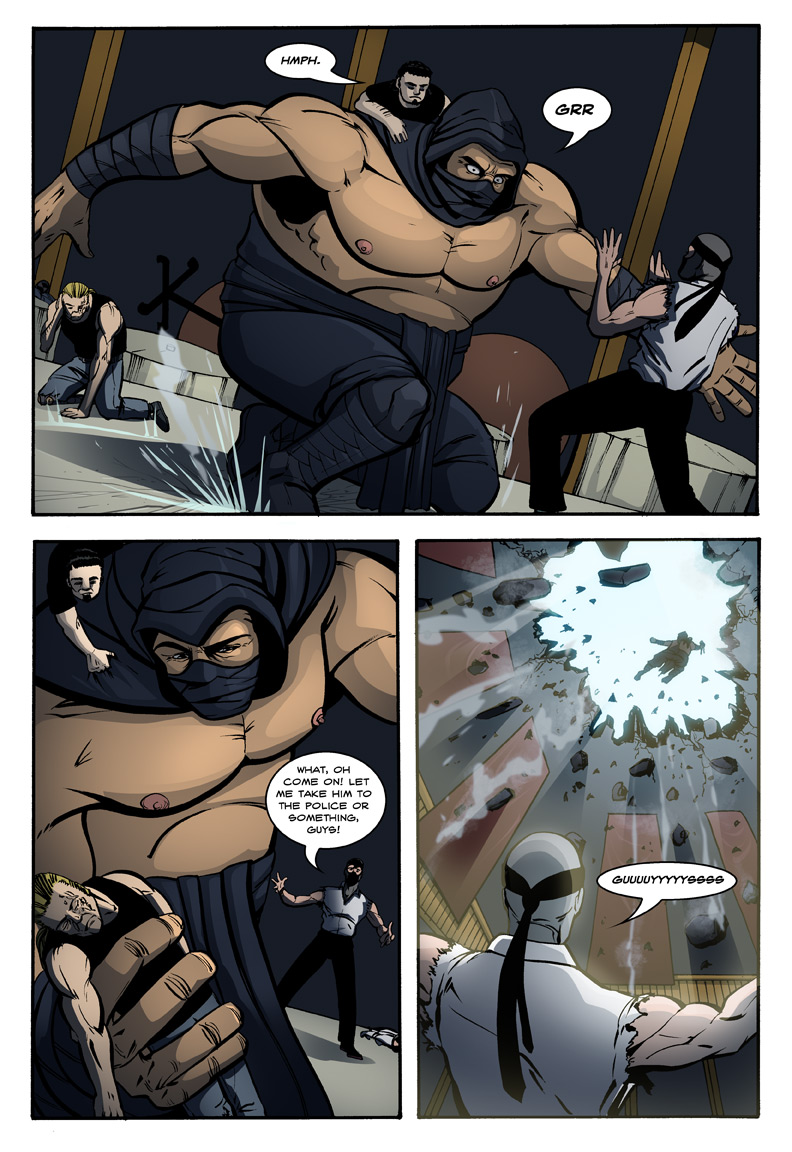 HMPH.
GRR
WHAT, OH
COME ON! LET
ME TAKE HIM TO
THE POLICE OR
SOMETHING,
GUYS!
GUUUUYYYYYSSSS